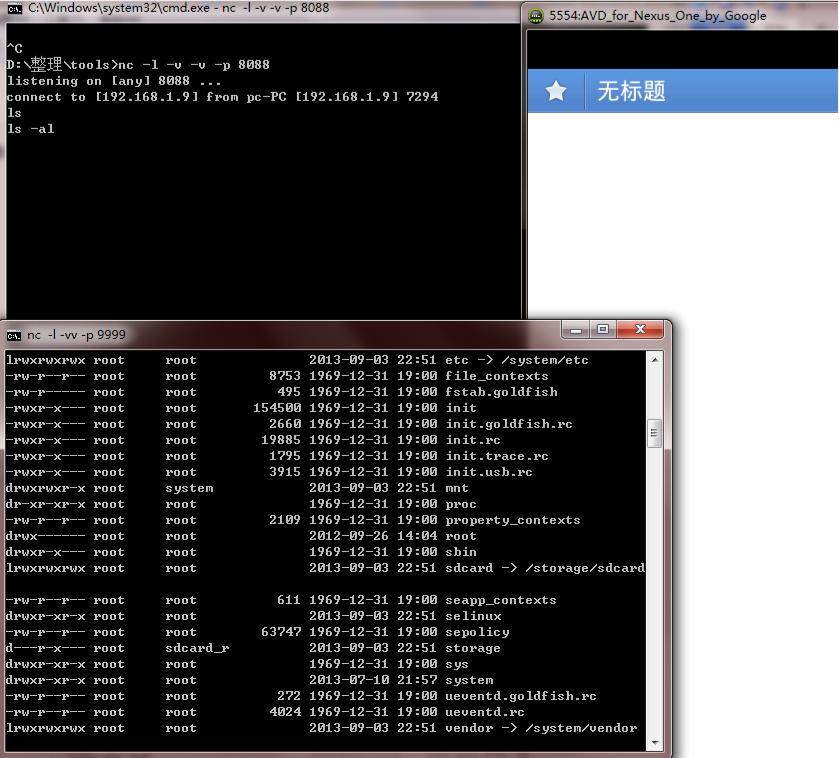 C:\Windows\system32\cmd.exe - nc -l -v -v -p 8088
^C
D:\整理\tools>nc -l -v -v -p 8088
listening on [any] 8088 ...
connect to [192.168.1.9] from pc-PC [192.168.1.9] 7294
ls
ls -al
5554:AVD_for_Nexus_One_by_Google
无标题
nc -l -vv -p 9999
lrwxrwxrwx root     root              2013-09-03 22:51 etc -> /system/etc
-rw-r--r-- root     root         8753 1969-12-31 19:00 file_contexts
-rw-r----- root     root          495 1969-12-31 19:00 fstab.goldfish
-rwxr-x--- root     root       154500 1969-12-31 19:00 init
-rwxr-x--- root     root         2660 1969-12-31 19:00 init.goldfish.rc
-rwxr-x--- root     root        19885 1969-12-31 19:00 init.rc
-rwxr-x--- root     root         1795 1969-12-31 19:00 init.trace.rc
-rwxr-x--- root     root         3915 1969-12-31 19:00 init.usb.rc
drwxrwxr-x root     system            2013-09-03 22:51 mnt
dr-xr-xr-x root     root              1969-12-31 19:00 proc
-rw-r--r-- root     root         2109 1969-12-31 19:00 property_contexts
drwx------ root     root              2012-09-26 14:04 root
drwxr-x--- root     root              1969-12-31 19:00 sbin
lrwxrwxrwx root     root              2013-09-03 22:51 sdcard -> /storage/sdcard
-rw-r--r-- root     root          611 1969-12-31 19:00 seapp_contexts
drwxr-xr-x root     root              2013-09-03 22:51 selinux
-rw-r--r-- root     root        63747 1969-12-31 19:00 sepolicy
d---r-x--- root     sdcard_r          2013-09-03 22:51 storage
drwxr-xr-x root     root              1969-12-31 19:00 sys
drwxr-xr-x root     root              2013-07-10 21:57 system
-rw-r--r-- root     root          272 1969-12-31 19:00 ueventd.goldfish.rc
-rw-r--r-- root     root         4024 1969-12-31 19:00 ueventd.rc
lrwxrwxrwx root     root              2013-09-03 22:51 vendor -> /system/vendor